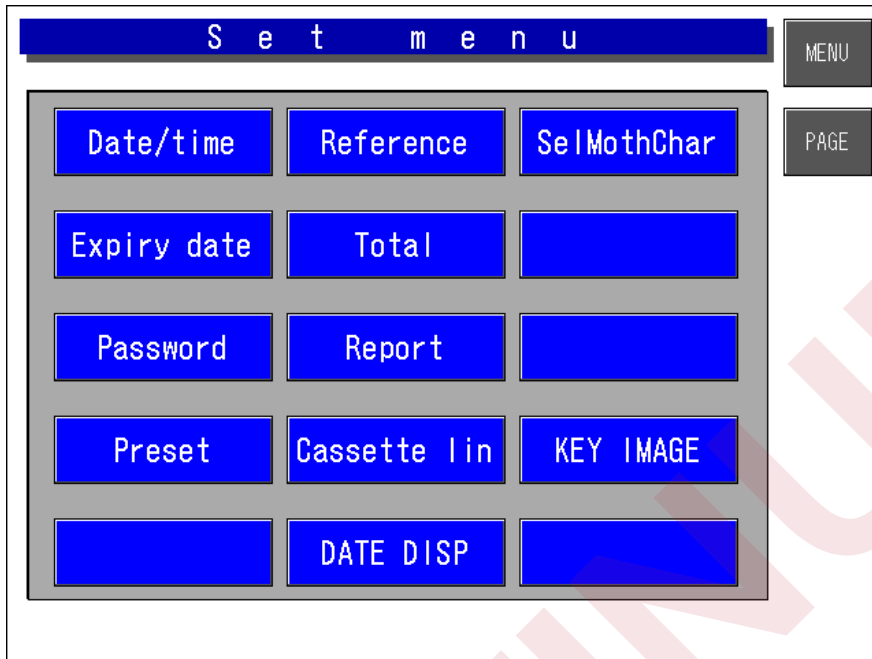 Set menu
MENU
Date/time Reference SelMothChar
PAGE
Expiry date Total
Password Report
Preset Cassette lin KEY IMAGE
DATE DISP